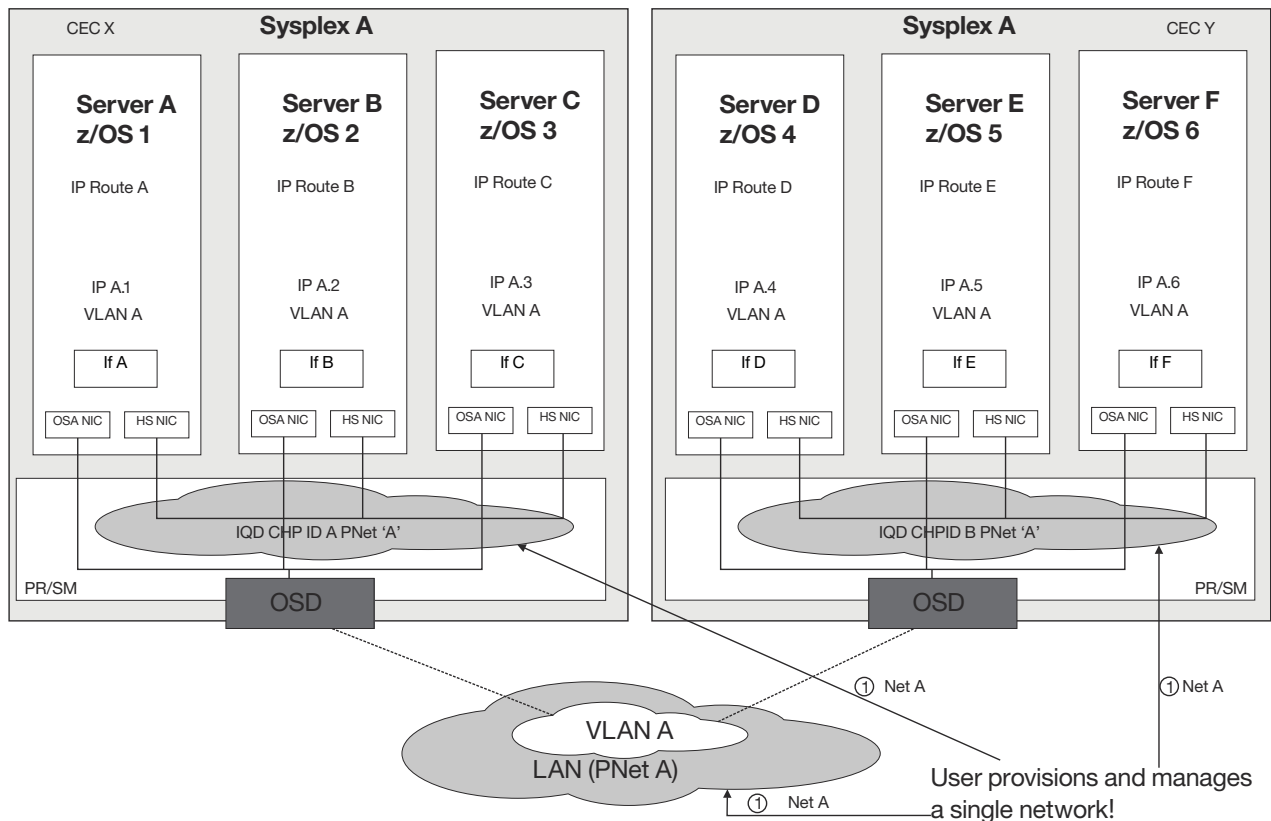 CEC X
Sysplex A
Server A
z/OS 1
IP Route A
IP A.1
VLAN A
If A
OSA NIC
HS NIC
Server B
z/OS 2
IP Route B
IP A.2
VLAN A
If B
OSA NIC
HS NIC
Server C
z/OS 3
IP Route C
IP A.3
VLAN A
If C
OSA NIC
HS NIC
IQD CHP ID A PNet ‘A’
PR/SM
OSD
Sysplex A
CEC Y
Server D
z/OS 4
IP Route D
IP A.4
VLAN A
If D
OSA NIC
HS NIC
Server E
z/OS 5
IP Route E
IP A.5
VLAN A
If E
OSA NIC
HS NIC
Server F
z/OS 6
IP Route F
IP A.6
VLAN A
If F
OSA NIC
HS NIC
IQD CHPID B PNet ‘A’
PR/SM
OSD
① Net A
① Net A
VLAN A
LAN (PNet A)
① Net A
User provisions and manages
a single network!